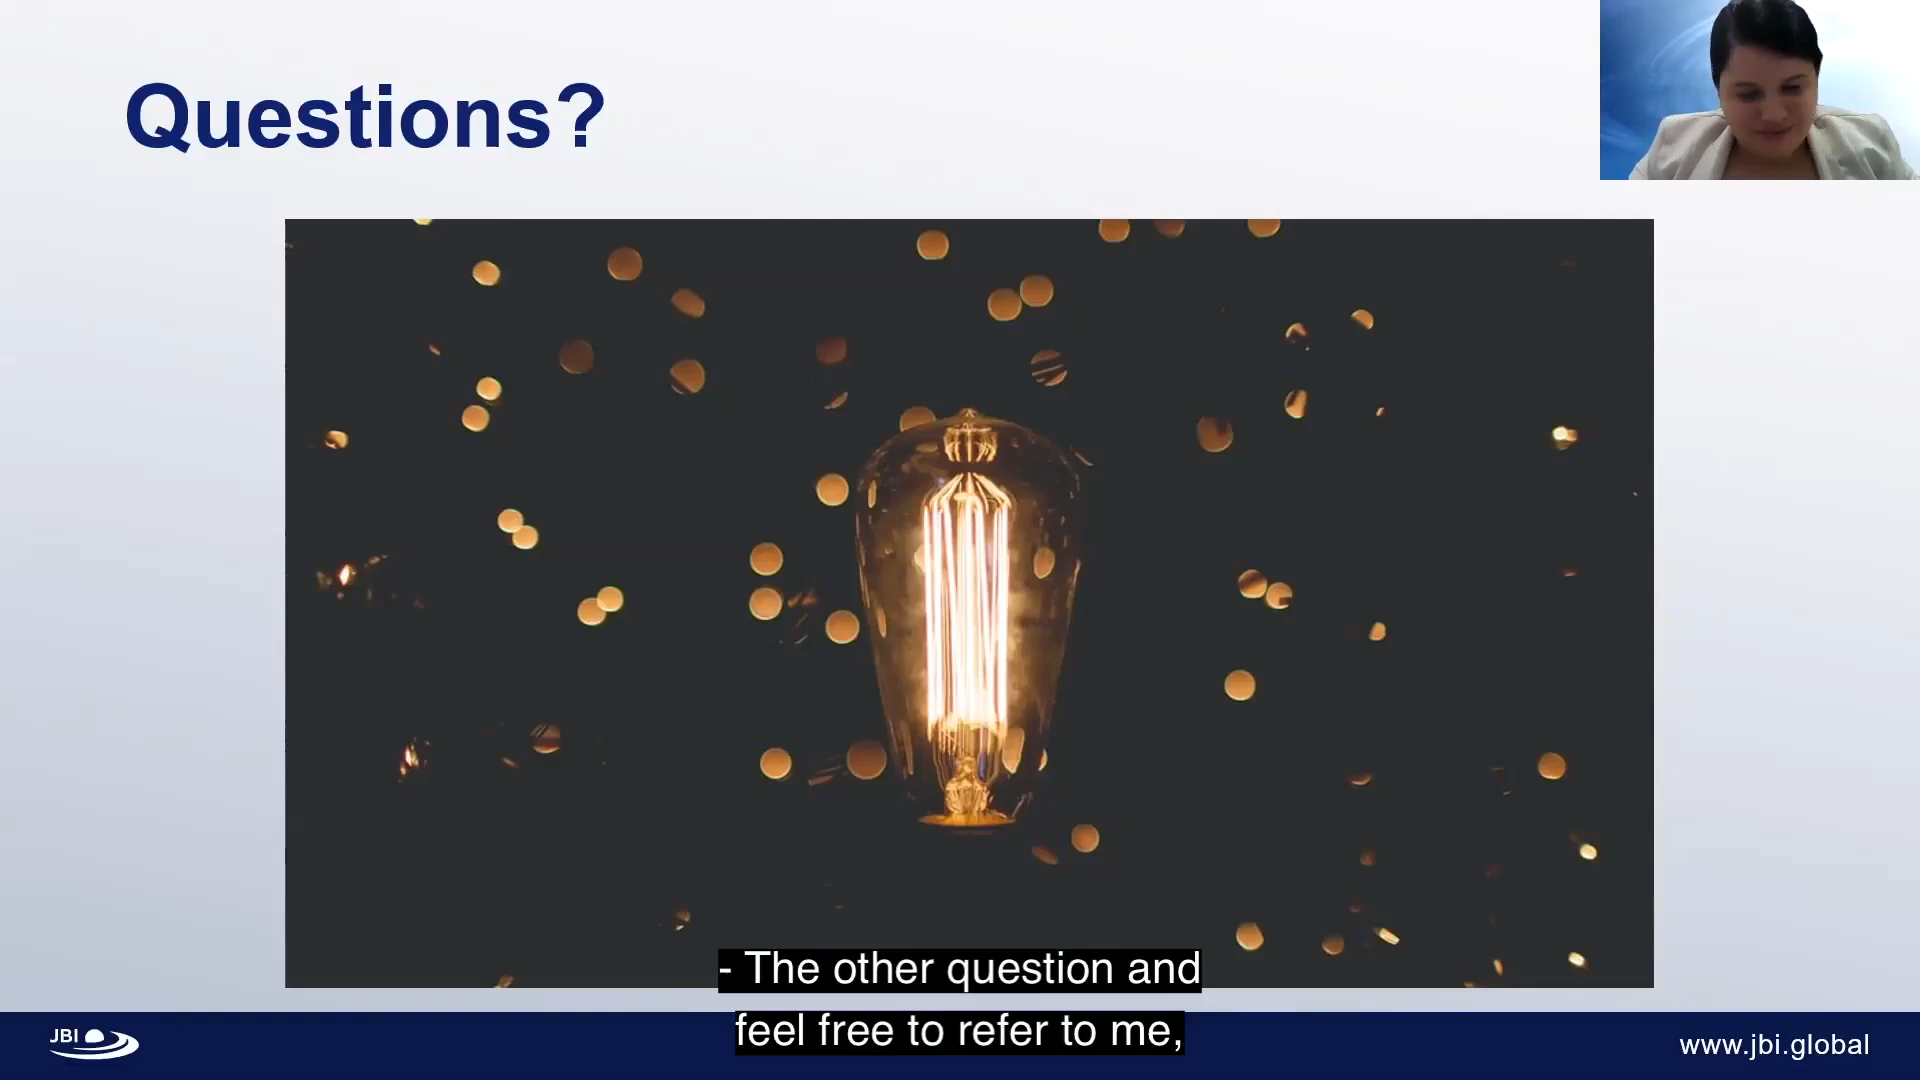 Questions?
- The other question and
feel free to refer to me,
JBI
www.jbi.global